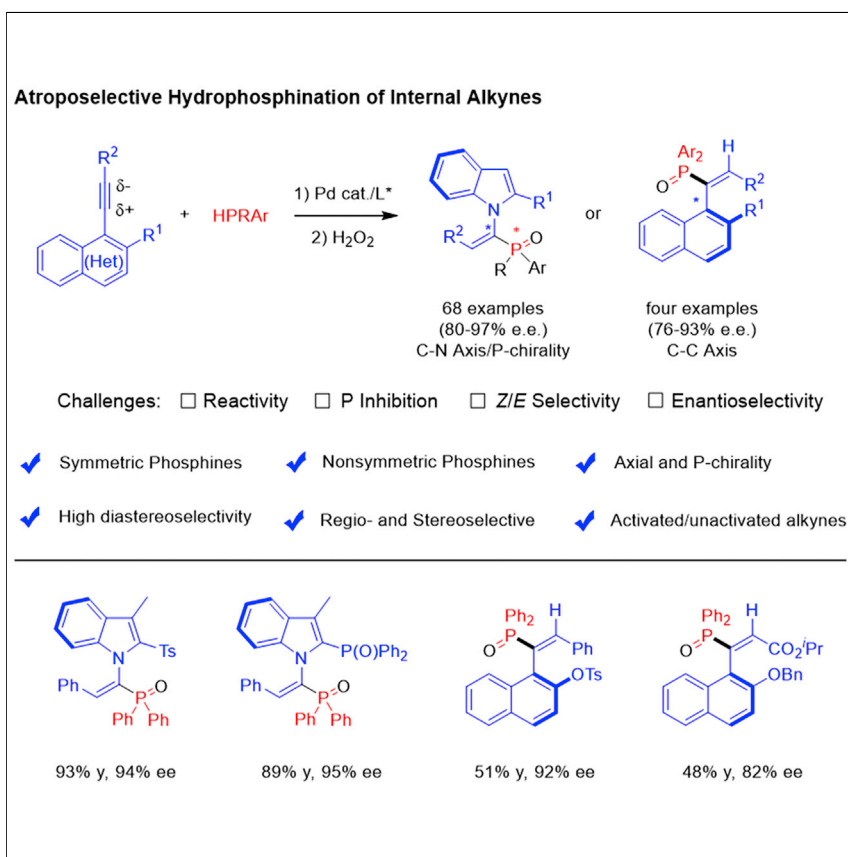 Atroposelective Hydrophosphination of Internal Alkynes
R2
δ-
δ+
R1
(Het)
+
HPRAr
1) Pd cat./L*
2) H2O2
N
R1
R2
*
*
P
O
R
Ar
or
Ar2
P
O
H
R2
*
R1
68 examples
(80-97% e.e.)
C-N Axis/P-chirality
four examples
(76-93% e.e.)
C-C Axis
Challenges: □ Reactivity □ P Inhibition □ Z/E Selectivity □ Enantioselectivity
✔ Symmetric Phosphines ✔ Nonsymmetric Phosphines ✔ Axial and P-chirality
✔ High diastereoselectivity ✔ Regio- and Stereoselective ✔ Activated/unactivated alkynes
N
Ts
Ph
P
O
Ph
Ph
N
P(O)Ph2
Ph
P
O
Ph
Ph
Ph2
P
O
H
Ph
OTs
Ph2
P
O
H
CO2iPr
OBn
93% y, 94% ee
89% y, 95% ee
51% y, 92% ee
48% y, 82% ee